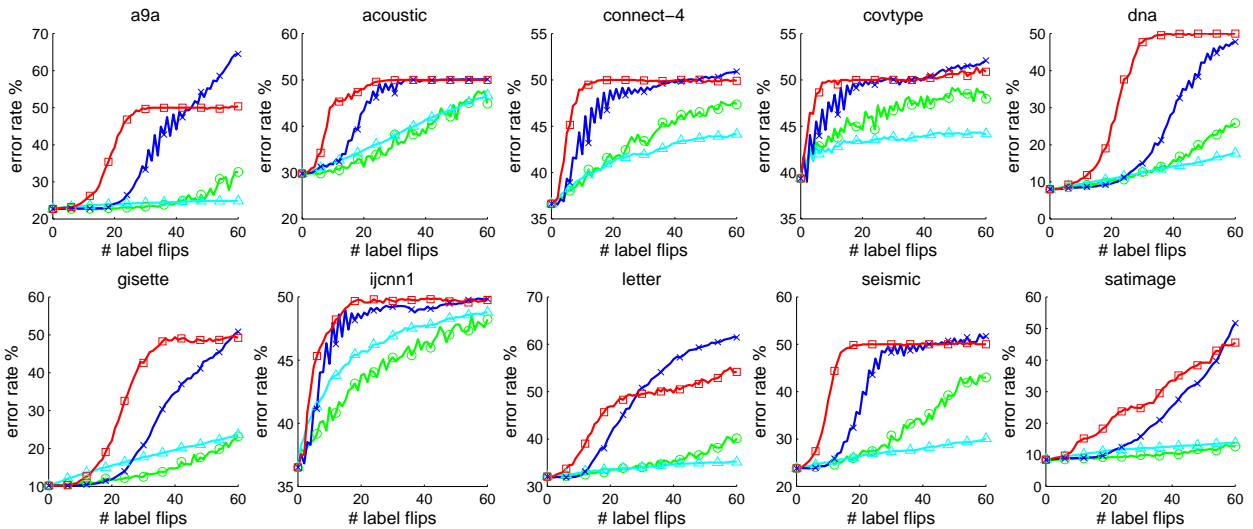 a9a
error rate %
70
60
50
40
30
20
0 20 40 60
# label flips
acoustic
error rate %
60
50
40
30
20
0 20 40 60
# label flips
connect-4
error rate %
55
50
45
40
35
0 20 40 60
# label flips
covtype
error rate %
55
50
45
40
35
0 20 40 60
# label flips
dna
error rate %
50
40
30
20
10
0
0 20 40 60
# label flips
gisette
error rate %
60
50
40
30
20
10
0 20 40 60
# label flips
ijcnn1
error rate %
50
45
40
35
0 20 40 60
# label flips
letter
error rate %
70
60
50
40
30
0 20 40 60
# label flips
seismic
error rate %
60
50
40
30
20
0 20 40 60
# label flips
satimage
error rate %
60
50
40
30
20
10
0
0 20 40 60
# label flips